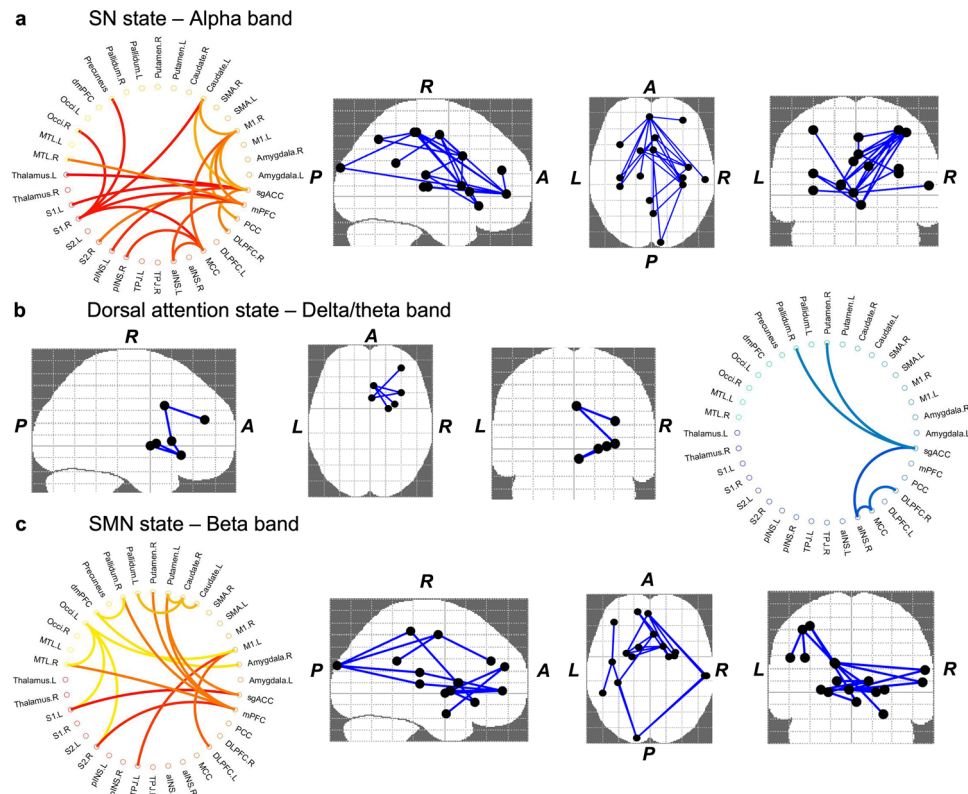 a SN state – Alpha band
Precuneus
Pallidum.R
Pallidum.L
Putamen.R
Putamen.L
Caudate.R
Caudate.L
SMA.R
SMA.L
M1.R
M1.L
Amygdala.R
Amygdala.L
sgACC
mPFC
PCC
DLPFC.R
DLPFC.L
MCC
aINS.R
aINS.L
TPJ.R
TPJ.L
pINS.R
pINS.L
S2.R
S2.L
S1.R
S1.L
Thalamus.R
Thalamus.L
MTL.R
MTL.L
Occi.R
Occi.L
dmPFC
R
P
A
A
L
R
P
L
R
b Dorsal attention state – Delta/theta band
R
P
A
A
L
R
L
R
Precuneus
Pallidum.R
Pallidum.L
Putamen.R
Putamen.L
Caudate.R
Caudate.L
SMA.R
SMA.L
M1.R
M1.L
Amygdala.R
Amygdala.L
sgACC
mPFC
PCC
DLPFC.R
DLPFC.L
MCC
aINS.R
aINS.L
TPJ.R
TPJ.L
pINS.R
pINS.L
S2.R
S2.L
S1.R
S1.L
Thalamus.R
Thalamus.L
MTL.R
MTL.L
Occi.R
Occi.L
dmPFC
c SMN state – Beta band
Precuneus
Pallidum.R
Pallidum.L
Putamen.R
Putamen.L
Caudate.R
Caudate.L
SMA.R
SMA.L
M1.R
M1.L
Amygdala.R
Amygdala.L
sgACC
mPFC
PCC
DLPFC.R
DLPFC.L
MCC
aINS.R
aINS.L
TPJ.R
TPJ.L
pINS.R
pINS.L
S2.R
S2.L
S1.R
S1.L
Thalamus.R
Thalamus.L
MTL.R
MTL.L
Occi.R
Occi.L
dmPFC
R
P
A
A
L
R
P
L
R